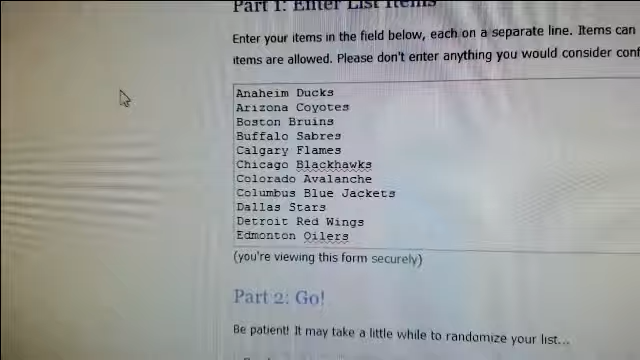 Part 1: Enter List Items
Enter your items in the field below, each on a separate line. Items can
items are allowed. Please don't enter anything you would consider conf
Anaheim Ducks
Arizona Coyotes
Boston Bruins
Buffalo Sabres
Calgary Flames
Chicago Blackhawks
Colorado Avalanche
Columbus Blue Jackets
Dallas Stars
Detroit Red Wings
Edmonton Oilers
(you're viewing this form securely)
Part 2: Go!
Be patient! It may take a little while to randomize your list...